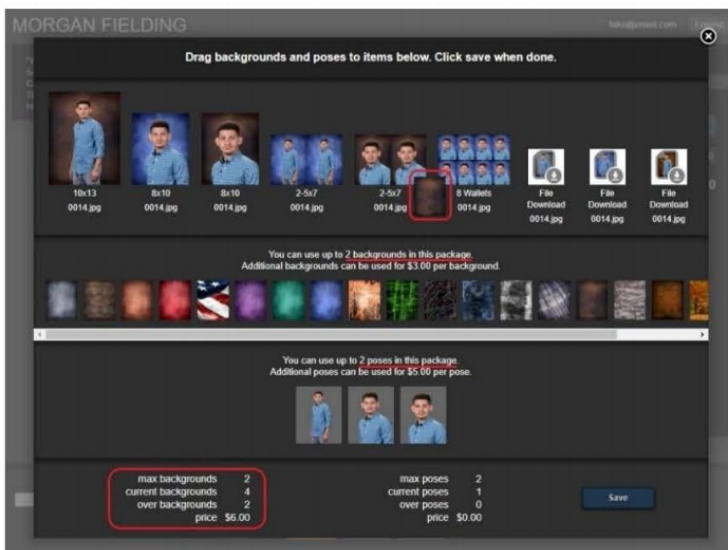 MORGAN FIELDING
Drag backgrounds and poses to items below. Click save when done.
10x13
0014.jpg
8x10
0014.jpg
8x10
0014.jpg
2-5x7
0014.jpg
2-5x7
0014.jpg
8 Wallets
0014.jpg
File
Download
0014.jpg
File
Download
0014.jpg
File
Download
0014.jpg
You can use up to 2 backgrounds in this package.
Additional backgrounds can be used for $3.00 per background.
You can use up to 2 poses in this package.
Additional poses can be used for $5.00 per pose.
max backgrounds 2
current backgrounds 4
over backgrounds 2
price $6.00
max poses 2
current poses 1
over poses 0
price $0.00
Save